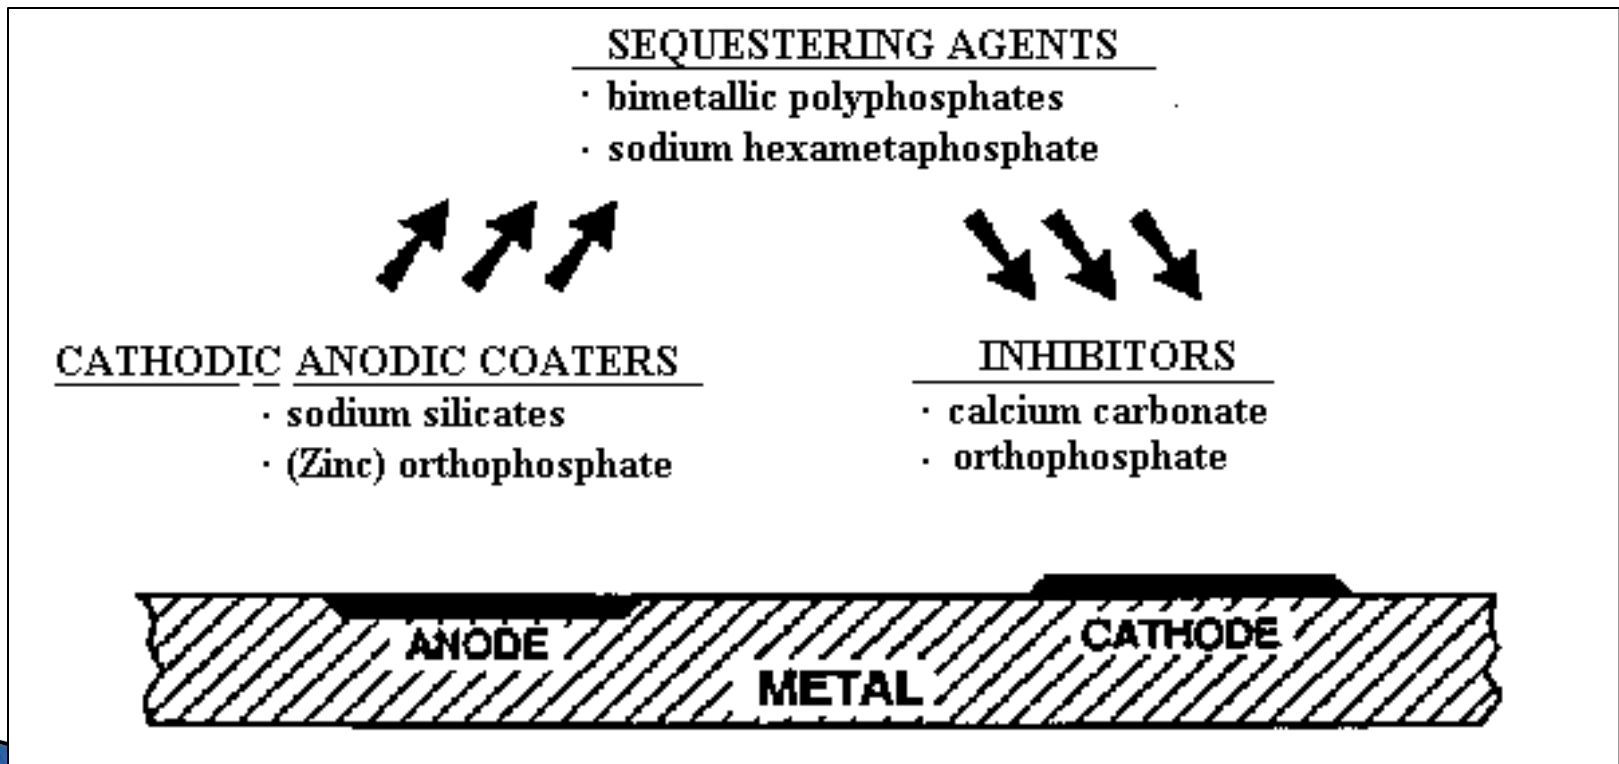 SEQUESTERING AGENTS
· bimetallic polyphosphates
· sodium hexametaphosphate
CATHODIC ANODIC COATERS
· sodium silicates
· (Zinc) orthophosphate
INHIBITORS
· calcium carbonate
· orthophosphate
ANODE
CATHODE
METAL